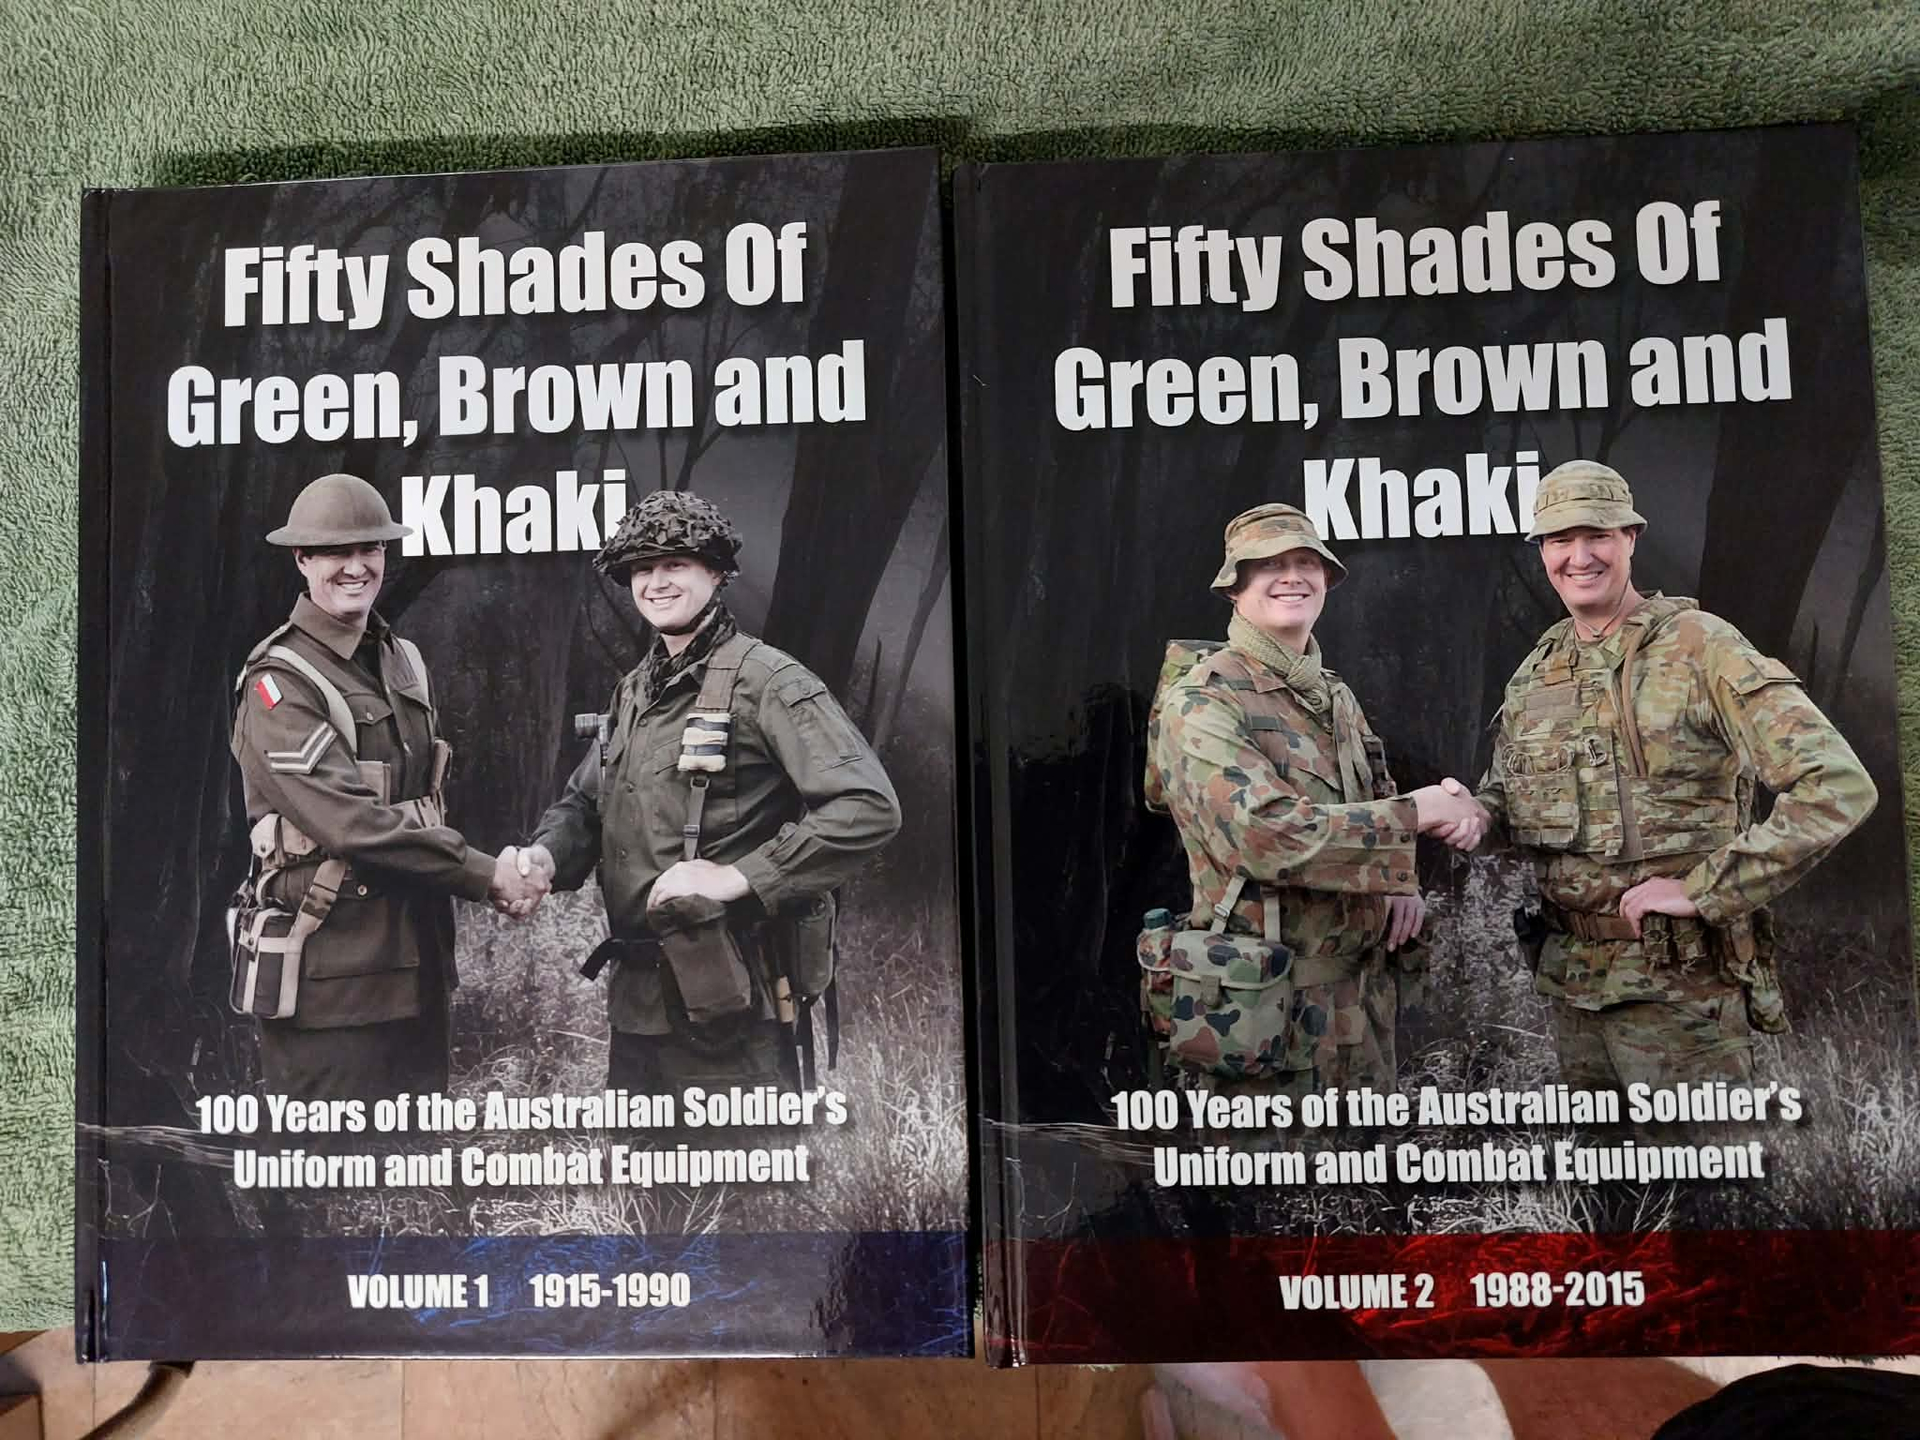 Fifty Shades Of
Green, Brown and
Khaki
100 Years of the Australian Soldier's
Uniform and Combat Equipment
VOLUME 1 1915-1990
Fifty Shades Of
Green, Brown and
Khaki
100 Years of the Australian Soldier's
Uniform and Combat Equipment
VOLUME 2 1988-2015